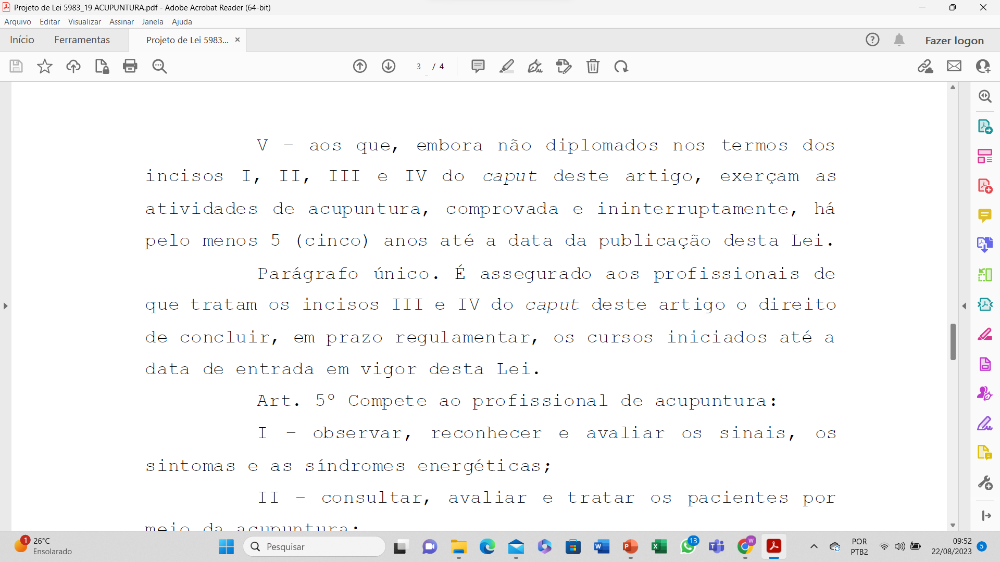 Projeto de Lei 5983_19 ACUPUNTURA.pdf - Adobe Acrobat Reader (64-bit)
Arquivo Editar Visualizar Assinar Janela Ajuda
Início Ferramentas Projeto de Lei 5983... × Fazer logon
3 / 4
V – aos que, embora não diplomados nos termos dos
incisos I, II, III e IV do caput deste artigo, exerçam as
atividades de acupuntura, comprovada e ininterruptamente, há
pelo menos 5 (cinco) anos até a data da publicação desta Lei.
Parágrafo único. É assegurado aos profissionais de
que tratam os incisos III e IV do caput deste artigo o direito
de concluir, em prazo regulamentar, os cursos iniciados até a
data de entrada em vigor desta Lei.
Art. 5º Compete ao profissional de acupuntura:
I – observar, reconhecer e avaliar os sinais, os
sintomas e as síndromes energéticas;
II – consultar, avaliar e tratar os pacientes por
meio da acupuntura;
1 26°C
Ensolarado
Pesquisar
13
W
POR
PTB2
09:52
22/08/2023
5